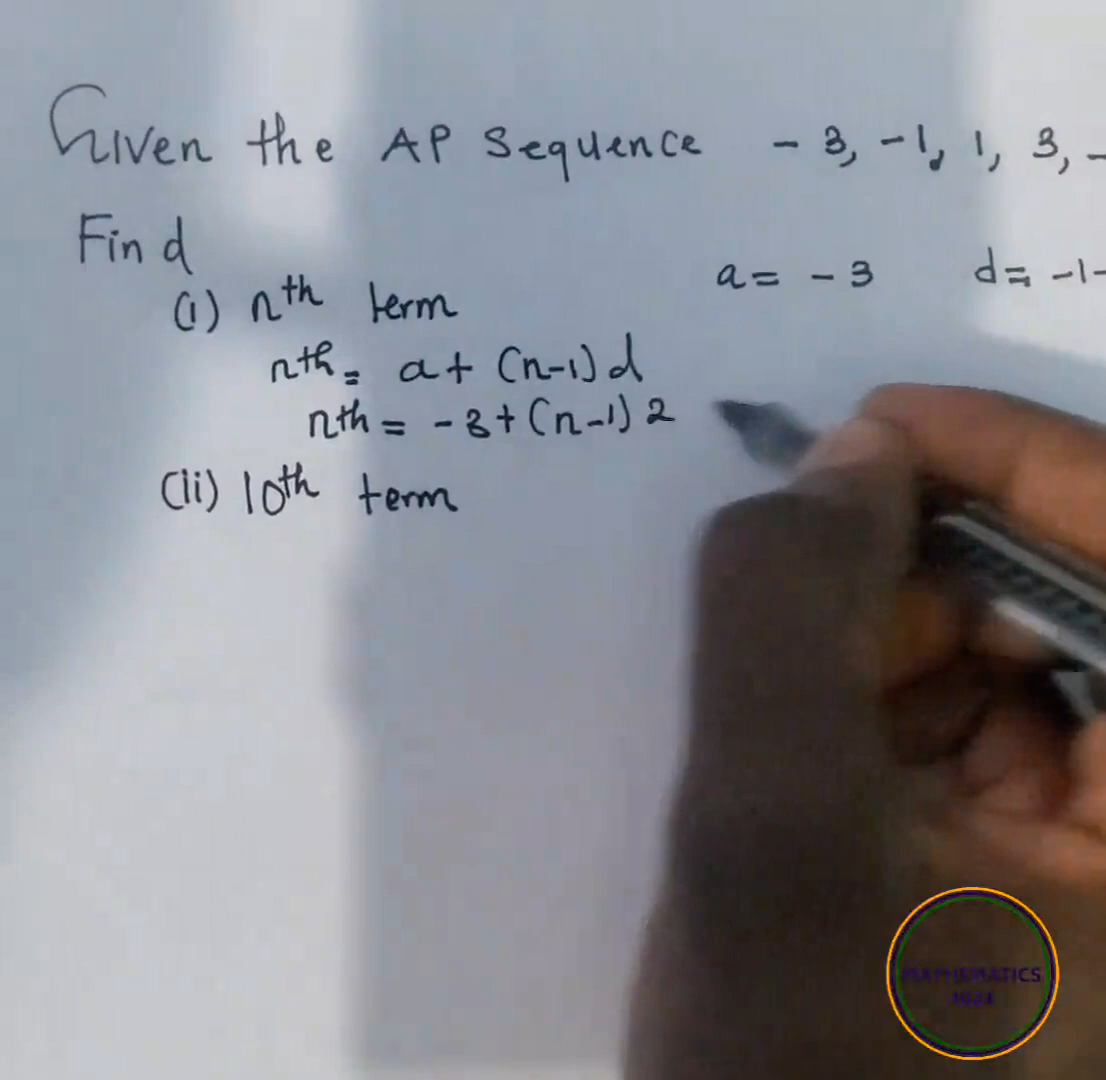 Given the AP Sequence - 3, -1, 1, 3, -
Find
a = - 3 d = -1-
(i) nth term
nth = a + (n-1) d
nth = - 3 + (n-1) 2
(ii) 10th term
MATHEMATICS